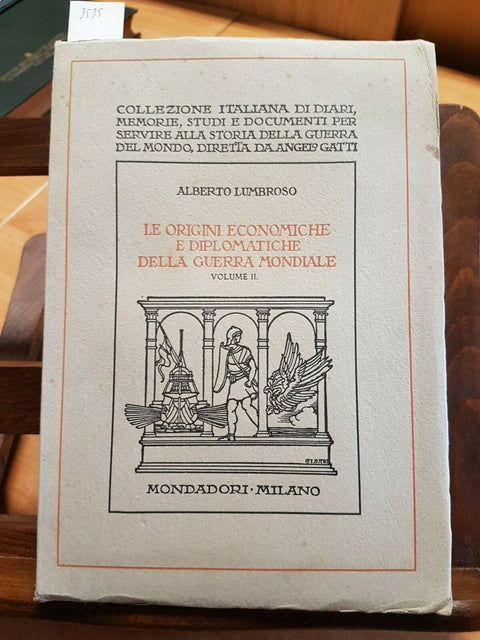 3535
COLLEZIONE ITALIANA DI DIARI,
MEMORIE, STUDI E DOCUMENTI PER
SERVIRE ALLA STORIA DELLA GUERRA
DEL MONDO, DIRETTA DA ANGELO GATTI
ALBERTO LUMBROSO
LE ORIGINI ECONOMICHE
E DIPLOMATICHE
DELLA GUERRA MONDIALE
VOLUME II.
MONDADORI · MILANO